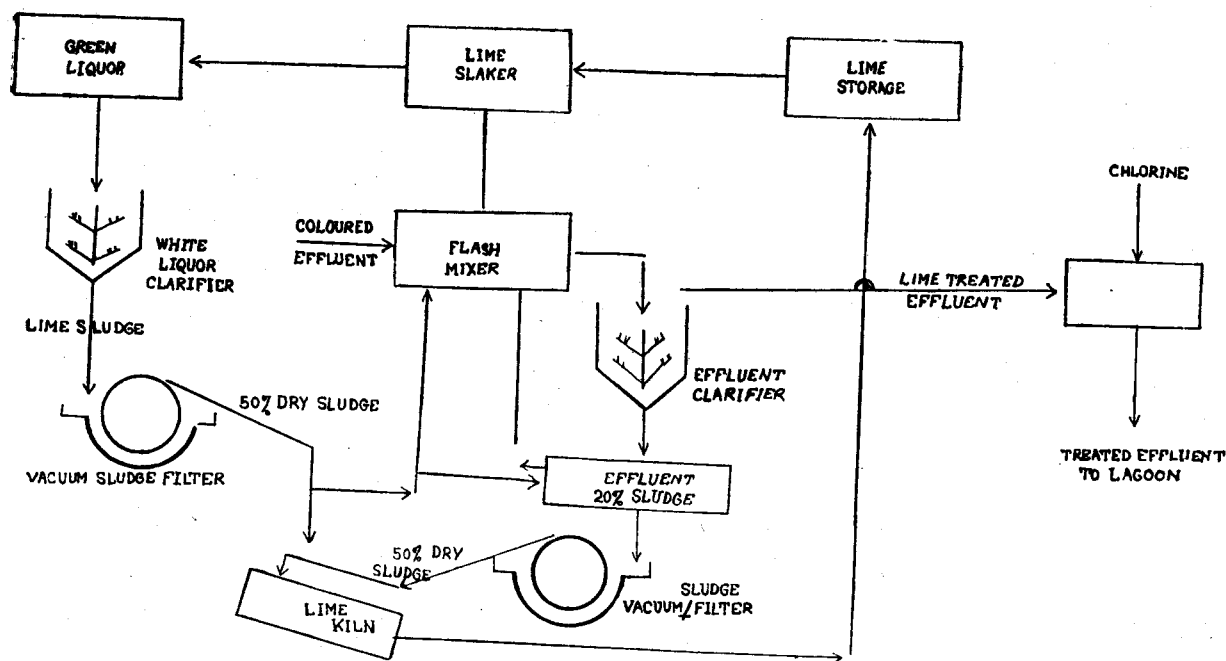 GREEN
LIQUOR
LIME
SLAKER
LIME
STORAGE
CHLORINE
COLOURED
EFFLUENT
FLASH
MIXER
WHITE
LIQUOR
CLARIFIER
LIME TREATED
EFFLUENT
LIME SLUDGE
EFFLUENT
CLARIFIER
50% DRY SLUDGE
VACUUM SLUDGE FILTER
EFFLUENT
20% SLUDGE
TREATED EFFLUENT
TO LAGOON
50% DRY
SLUDGE
SLUDGE
VACUUM/FILTER
LIME
KILN